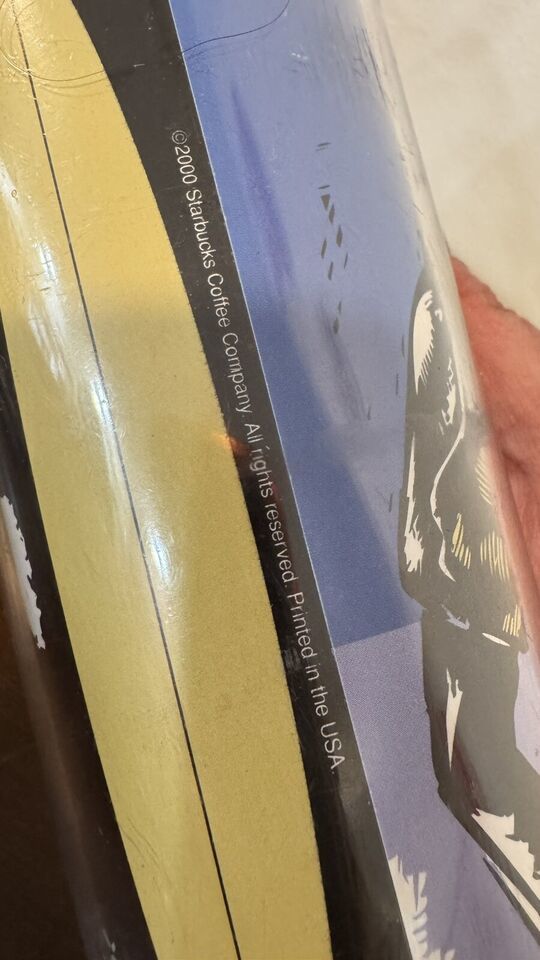 ©2000 Starbucks Coffee Company. All rights reserved. Printed in the USA.